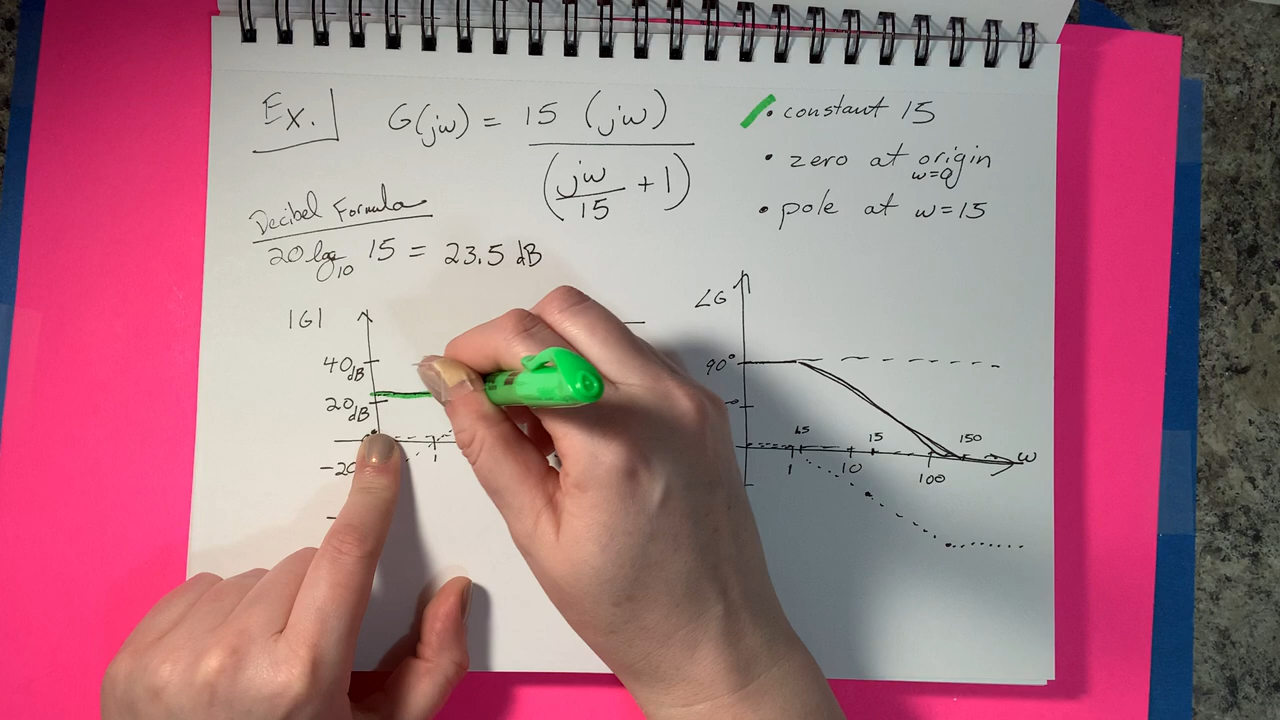 Ex. G(jω) = 15 (jω)
(jω/15 + 1)
• constant 15
• zero at origin
ω=0
• pole at ω=15
Decibel Formula
20 log10 15 = 23.5 dB
|G|
40dB
20dB
-20
1
∠G
90°
1.5 15 150 ω
1 10 100